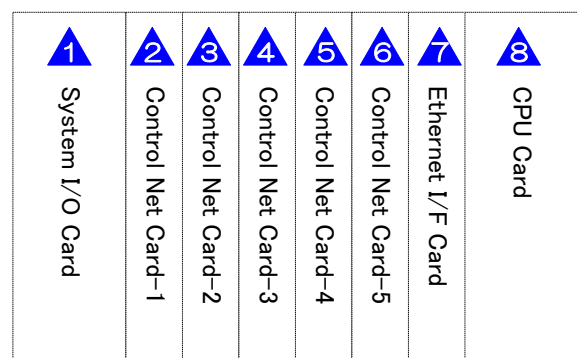 1
System I/O Card
2
Control Net Card-1
3
Control Net Card-2
4
Control Net Card-3
5
Control Net Card-4
6
Control Net Card-5
7
Ethernet I/F Card
8
CPU Card